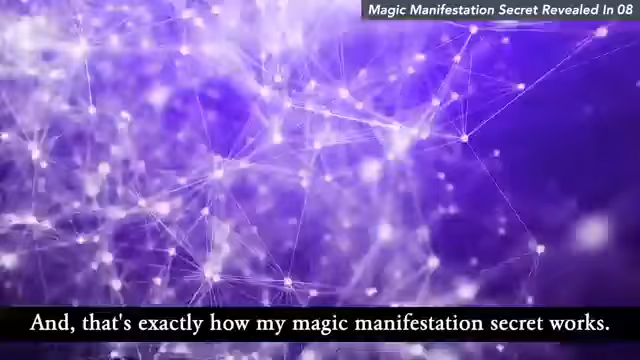 Magic Manifestation Secret Revealed In 08
And, that's exactly how my magic manifestation secret works.